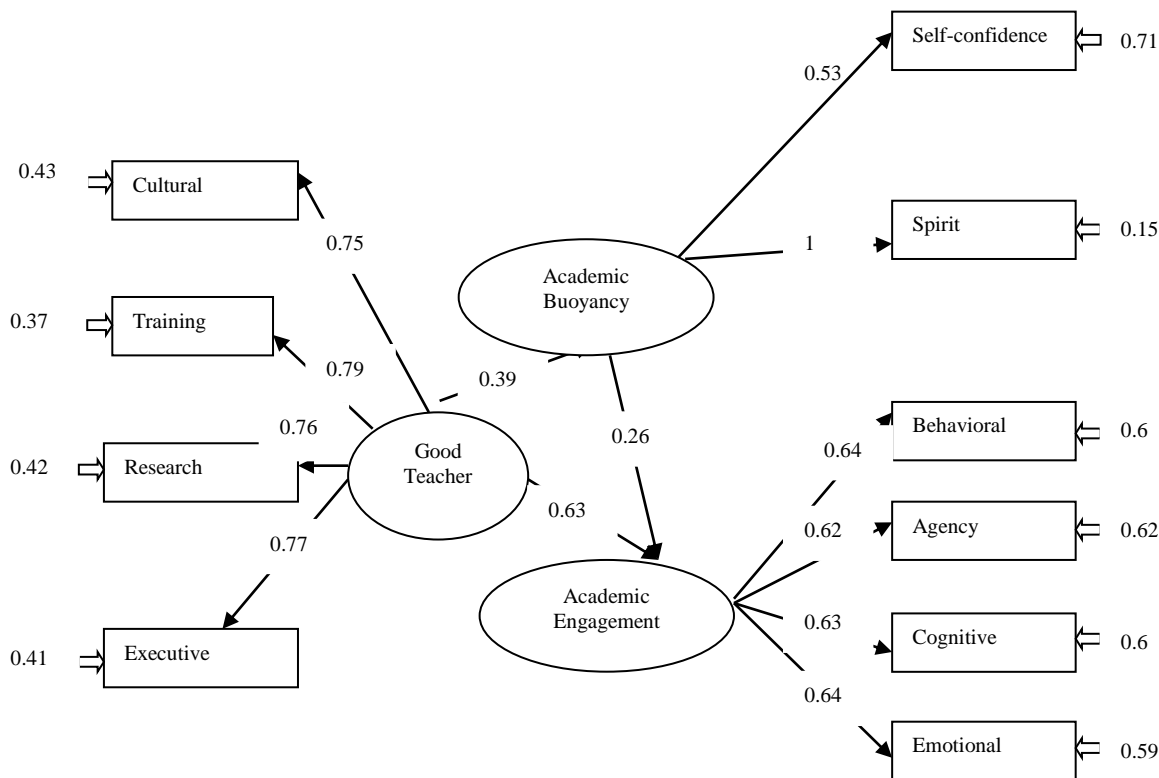 Self-confidence
0.71
0.53
0.43
Cultural
Spirit
0.15
0.75
1
Academic
Buoyancy
0.37
Training
0.79
0.39
0.76
0.26
Behavioral
0.6
0.64
0.42
Research
Good
Teacher
0.63
0.62
Agency
0.62
0.77
Academic
Engagement
0.63
Cognitive
0.6
0.41
Executive
0.64
Emotional
0.59